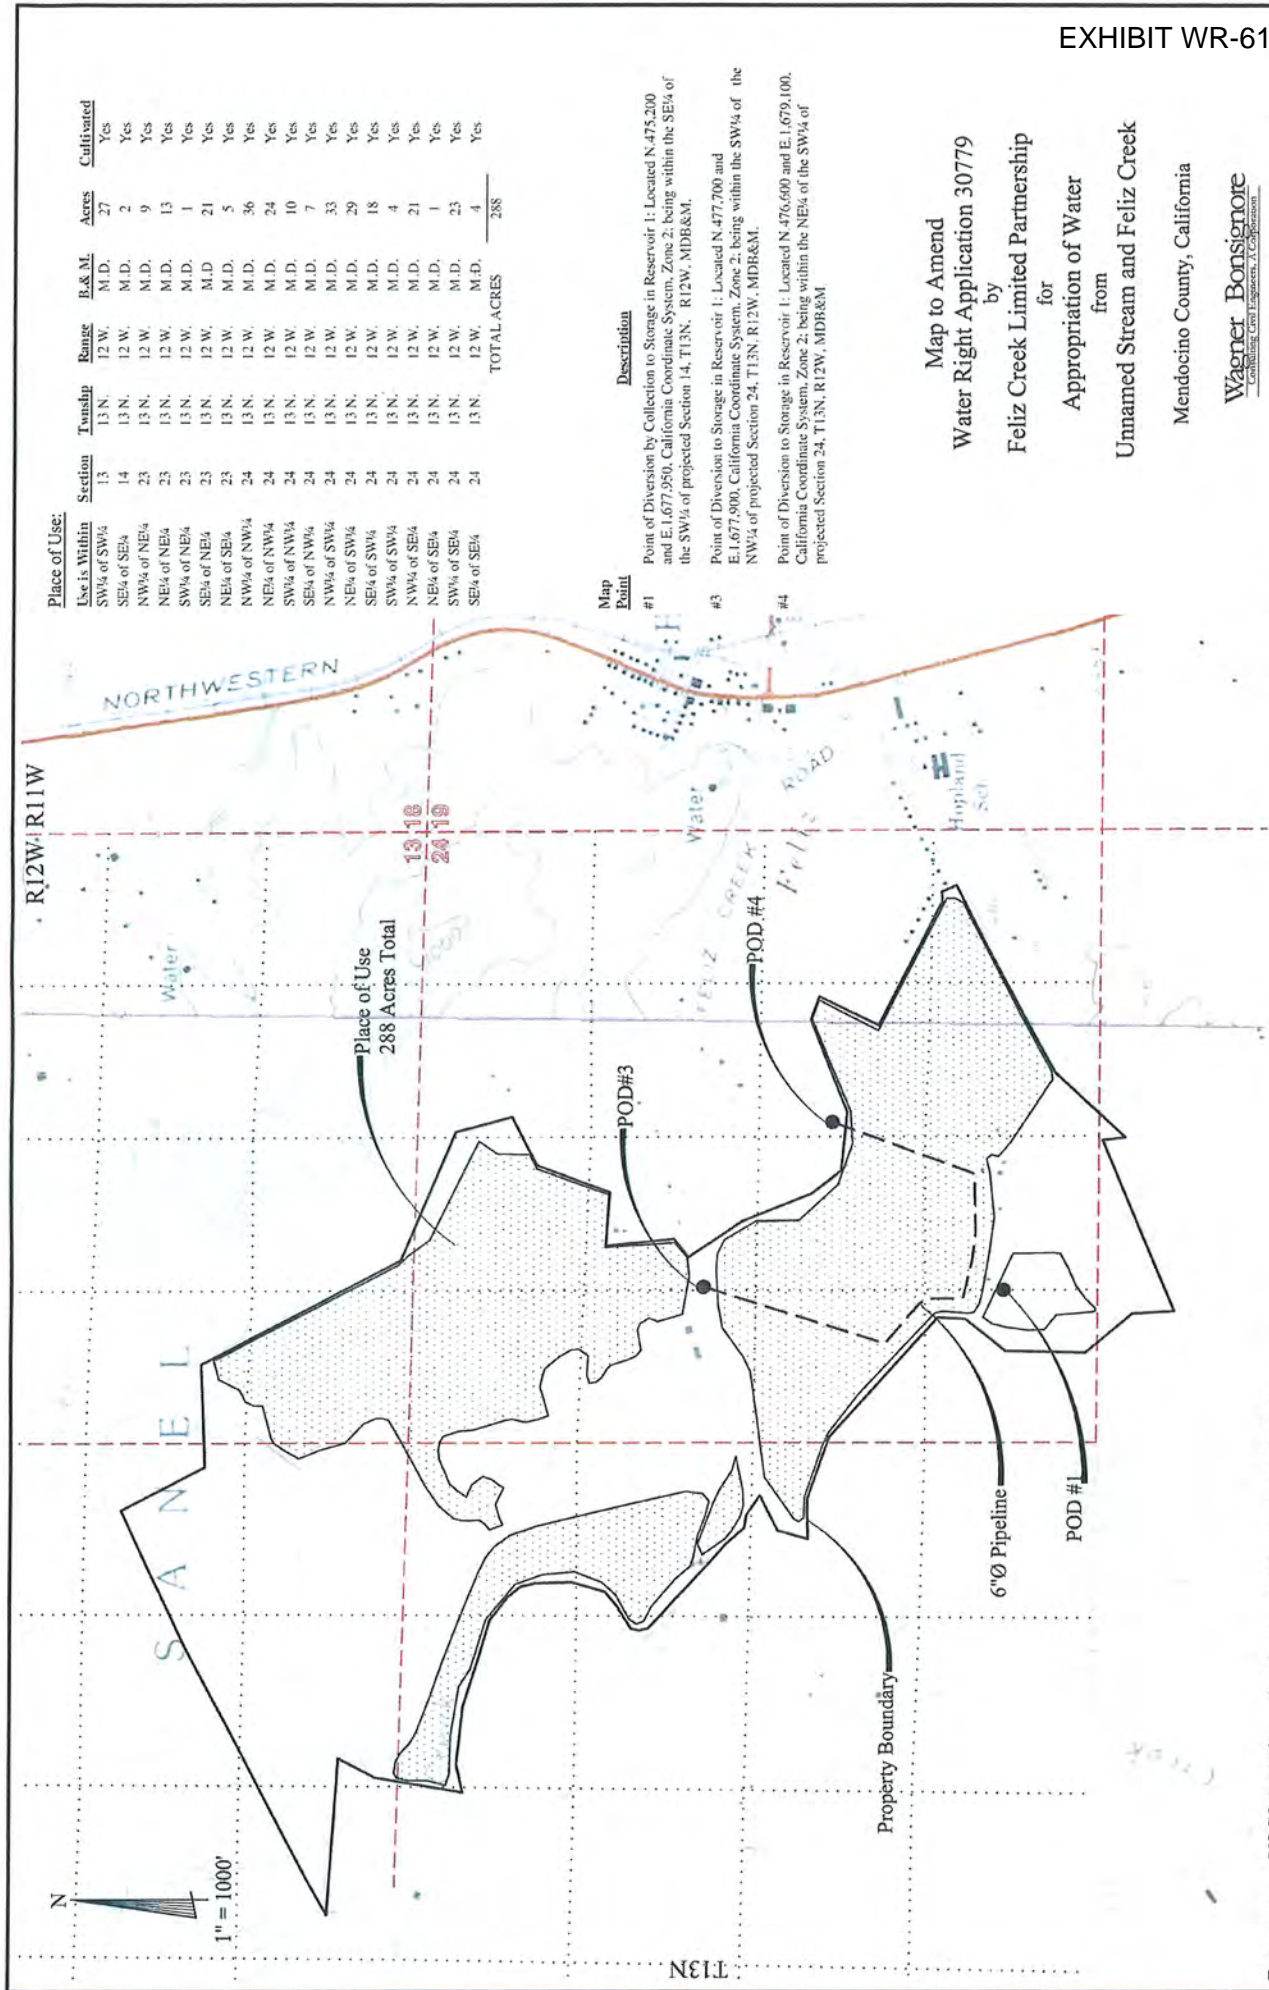 EXHIBIT WR-61
Place of Use:
Use is Within Section Twnshp Range B.& M. Acres Cultivated
SW¼ of SW¼ 13 13 N. 12 W. M.D. 27 Yes
SE¼ of SE¼ 14 13 N. 12 W. M.D. 2 Yes
NW¼ of NE¼ 23 13 N. 12 W. M.D. 9 Yes
NE¼ of NE¼ 23 13 N. 12 W. M.D. 13 Yes
SW¼ of NE¼ 23 13 N. 12 W. M.D. 1 Yes
SE¼ of NE¼ 23 13 N. 12 W. M.D 21 Yes
NE¼ of SE¼ 23 13 N. 12 W. M.D. 5 Yes
NW¼ of NW¼ 24 13 N. 12 W. M.D. 36 Yes
NE¼ of NW¼ 24 13 N. 12 W. M.D. 24 Yes
SW¼ of NW¼ 24 13 N. 12 W. M.D. 10 Yes
SE¼ of NW¼ 24 13 N. 12 W. M.D. 7 Yes
NW¼ of SW¼ 24 13 N. 12 W. M.D. 33 Yes
NE¼ of SW¼ 24 13 N. 12 W. M.D. 29 Yes
SE¼ of SW¼ 24 13 N. 12 W. M.D. 18 Yes
SW¼ of SW¼ 24 13 N. 12 W. M.D. 4 Yes
NW¼ of SE¼ 24 13 N. 12 W. M.D. 21 Yes
NE¼ of SE¼ 24 13 N. 12 W. M.D. 1 Yes
SW¼ of SE¼ 24 13 N. 12 W. M.D. 23 Yes
SE¼ of SE¼ 24 13 N. 12 W. M.D. 4 Yes
TOTAL ACRES 288
Map
Point Description
#1 Point of Diversion by Collection to Storage in Reservoir 1: Located N.475,200
and E.1,677,950, California Coordinate System, Zone 2; being within the SE¼ of
the SW¼ of projected Section 14, T13N, R12W, MDB&M.
#3 Point of Diversion to Storage in Reservoir 1: Located N.477,700 and
E.1,677,900, California Coordinate System, Zone 2; being within the SW¼ of the
NW¼ of projected Section 24, T13N, R12W, MDB&M.
#4 Point of Diversion to Storage in Reservoir 1: Located N.476,600 and E.1,679,100,
California Coordinate System, Zone 2; being within the NE¼ of the SW¼ of
projected Section 24, T13N, R12W, MDB&M
Map to Amend
Water Right Application 30779
by
Feliz Creek Limited Partnership
for
Appropriation of Water
from
Unnamed Stream and Feliz Creek
Mendocino County, California
Wagner Bonsignore
Consulting Civil Engineers, A Corporation
N
1" = 1000'
R12W R11W
NORTHWESTERN
SANEL
13 18
24 19
Water
Place of Use
288 Acres Total
POD#3
POD #4
Water
FELIZ CREEK
Feliz
ROAD
Hopland
Sch
H
6"Ø Pipeline
POD #1
Property Boundary
Creek
T13N